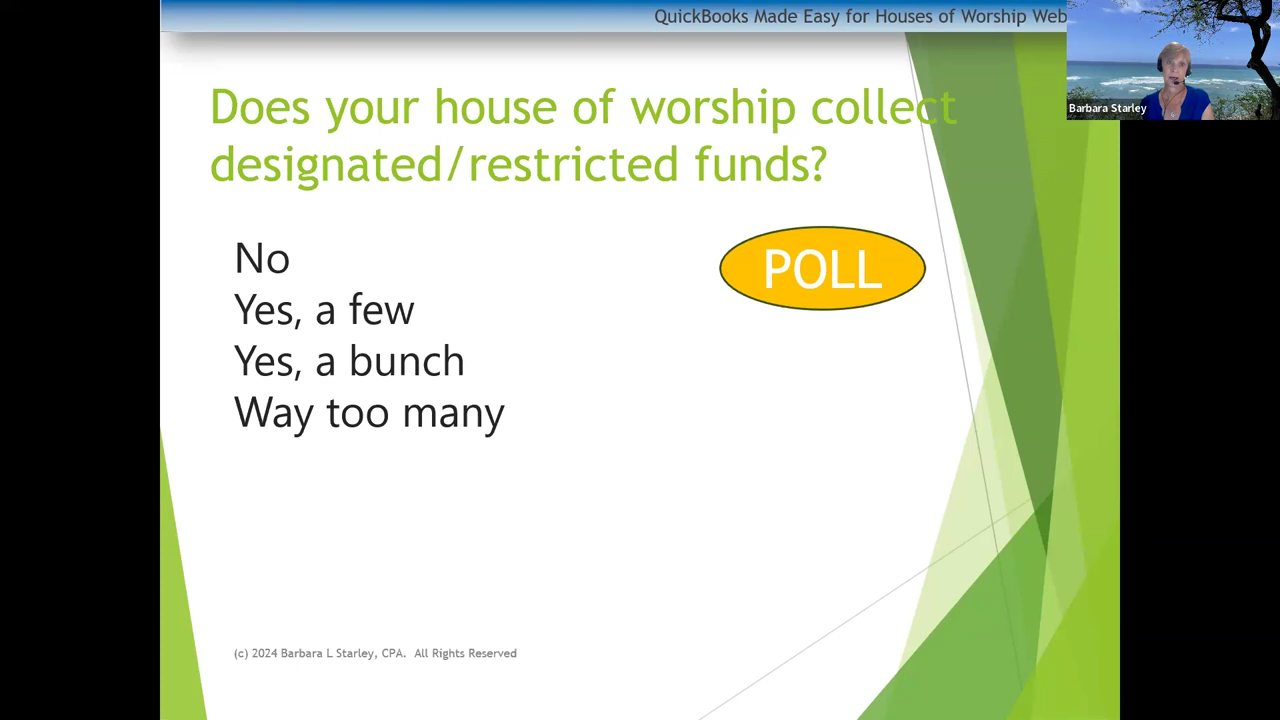 QuickBooks Made Easy for Houses of Worship Web
Barbara Starley
Does your house of worship collect
designated/restricted funds?
POLL
No
Yes, a few
Yes, a bunch
Way too many
(c) 2024 Barbara L Starley, CPA. All Rights Reserved